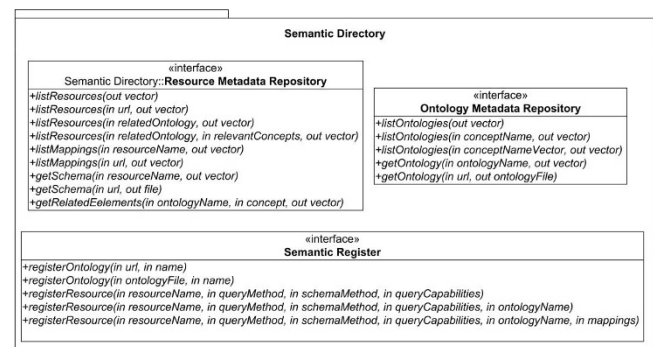 Semantic Directory
«interface»
Semantic Directory::Resource Metadata Repository
+listResources(out vector)
+listResources(in url, out vector)
+listResources(in relatedOntology, out vector)
+listResources(in relatedOntology, in relevantConcepts, out vector)
+listMappings(in resourceName, out vector)
+listMappings(in url, out vector)
+getSchema(in resourceName, out vector)
+getSchema(in url, out file)
+getRelatedEelements(in ontologyName, in concept, out vector)
«interface»
Ontology Metadata Repository
+listOntologies(out vector)
+listOntologies(in conceptName, out vector)
+listOntologies(in conceptNameVector, out vector)
+getOntology(in ontologyName, out vector)
+getOntology(in url, out ontologyFile)
«interface»
Semantic Register
+registerOntology(in url, in name)
+registerOntology(in ontologyFile, in name)
+registerResource(in resourceName, in queryMethod, in schemaMethod, in queryCapabilities)
+registerResource(in resourceName, in queryMethod, in schemaMethod, in queryCapabilities, in ontologyName)
+registerResource(in resourceName, in queryMethod, in schemaMethod, in queryCapabilities, in ontologyName, in mappings)